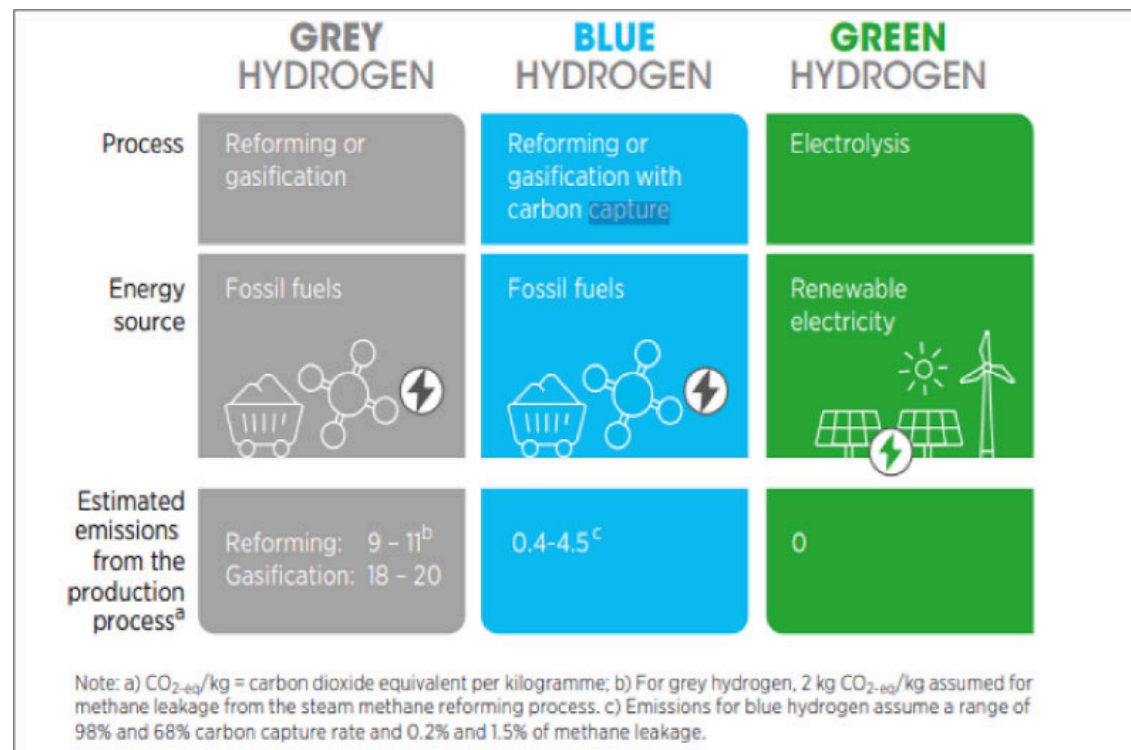 GREY
HYDROGEN
BLUE
HYDROGEN
GREEN
HYDROGEN
Process
Reforming or
gasification
Reforming or
gasification with
carbon capture
Electrolysis
Energy
source
Fossil fuels
Fossil fuels
Renewable
electricity
Estimated
emissions
from the
production
processᵃ
Reforming: 9 – 11ᵇ
Gasification: 18 – 20
0.4-4.5ᶜ
0
Note: a) CO₂₋ₑq/kg = carbon dioxide equivalent per kilogramme; b) For grey hydrogen, 2 kg CO₂₋ₑq/kg assumed for
methane leakage from the steam methane reforming process. c) Emissions for blue hydrogen assume a range of
98% and 68% carbon capture rate and 0.2% and 1.5% of methane leakage.